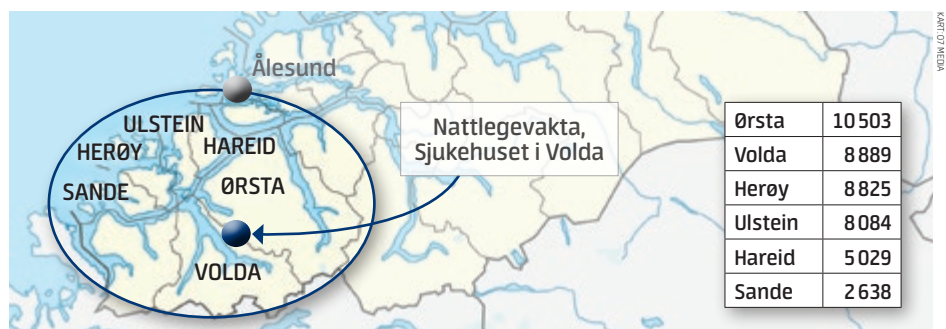 Ålesund
ULSTEIN
HERØY
HAREID
SANDE
ØRSTA
VOLDA
Nattlegevakta,
Sjukehuset i Volda
Ørsta 10 503
Volda 8 889
Herøy 8 825
Ulstein 8 084
Hareid 5 029
Sande 2 638
KART: 07 MEDIA